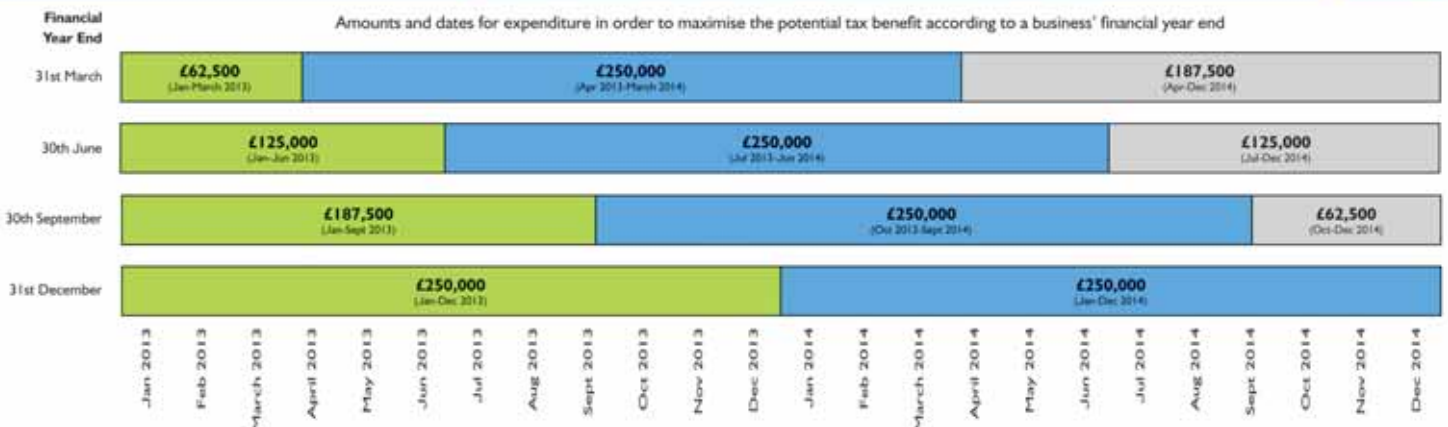 Financial
Year End
Amounts and dates for expenditure in order to maximise the potential tax benefit according to a business' financial year end
31st March
£62,500
(Jan-March 2013)
£250,000
(Apr 2013-March 2014)
£187,500
(Apr-Dec 2014)
30th June
£125,000
(Jan-Jun 2013)
£250,000
(Jul 2013-Jun 2014)
£125,000
(Jul-Dec 2014)
30th September
£187,500
(Jan-Sept 2013)
£250,000
(Oct 2013-Sept 2014)
£62,500
(Oct-Dec 2014)
31st December
£250,000
(Jan-Dec 2013)
£250,000
(Jan-Dec 2014)
Jan 2013
Feb 2013
March 2013
April 2013
May 2013
Jun 2013
Jul 2013
Aug 2013
Sept 2013
Oct 2013
Nov 2013
Dec 2013
Jan 2014
Feb 2014
March 2014
April 2014
May 2014
Jun 2014
Jul 2014
Aug 2014
Sept 2014
Oct 2014
Nov 2014
Dec 2014